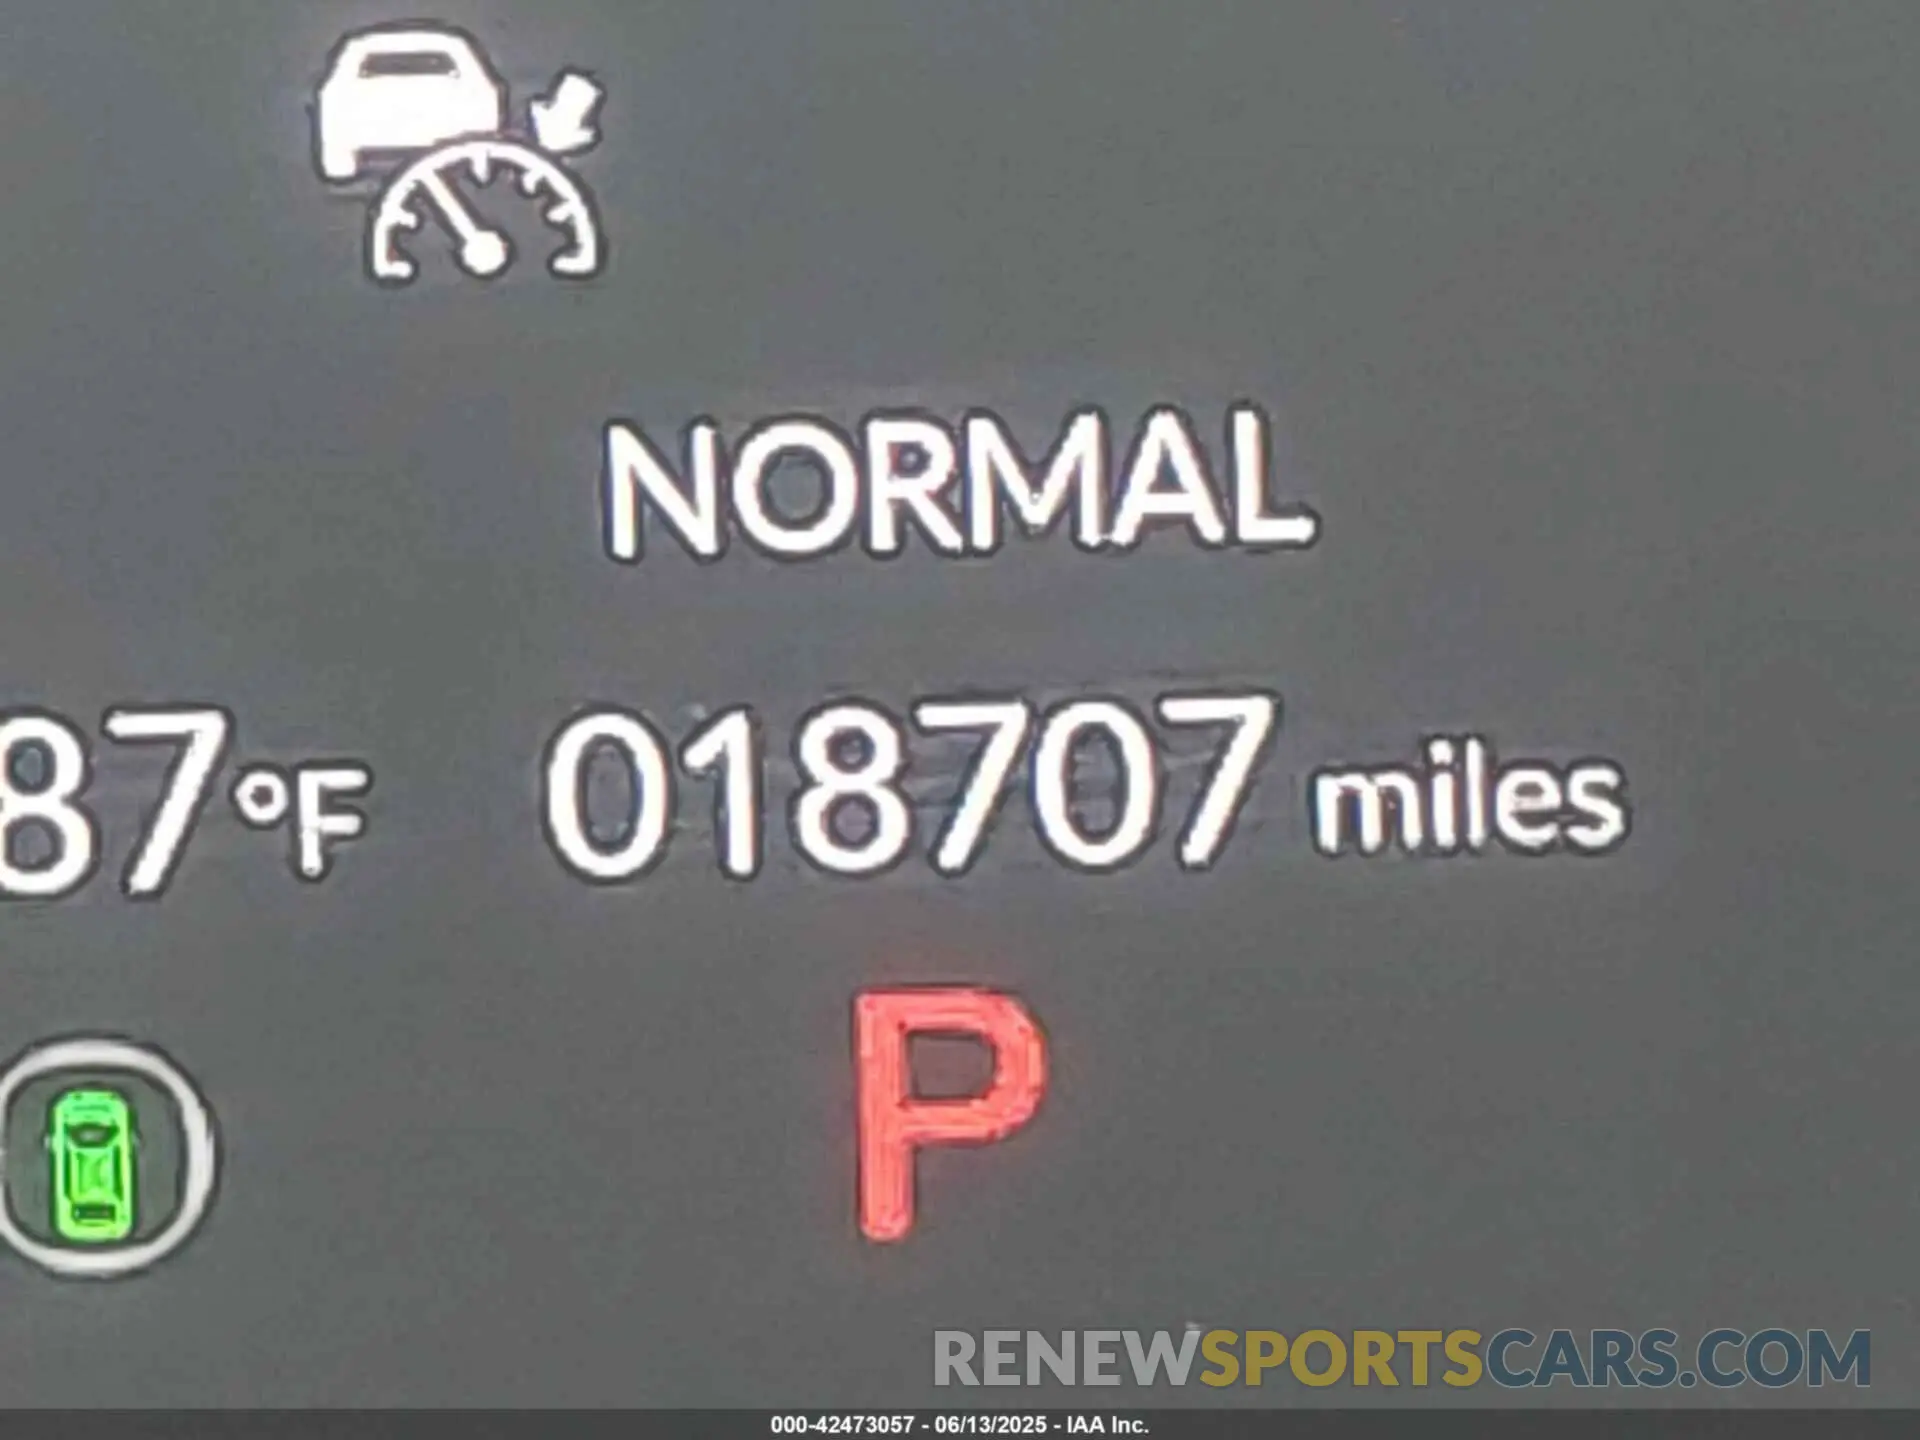 NORMAL
87°F 018707 miles
P
RENEWSPORTSCARS.COM
000-42473057 - 06/13/2025 - IAA Inc.